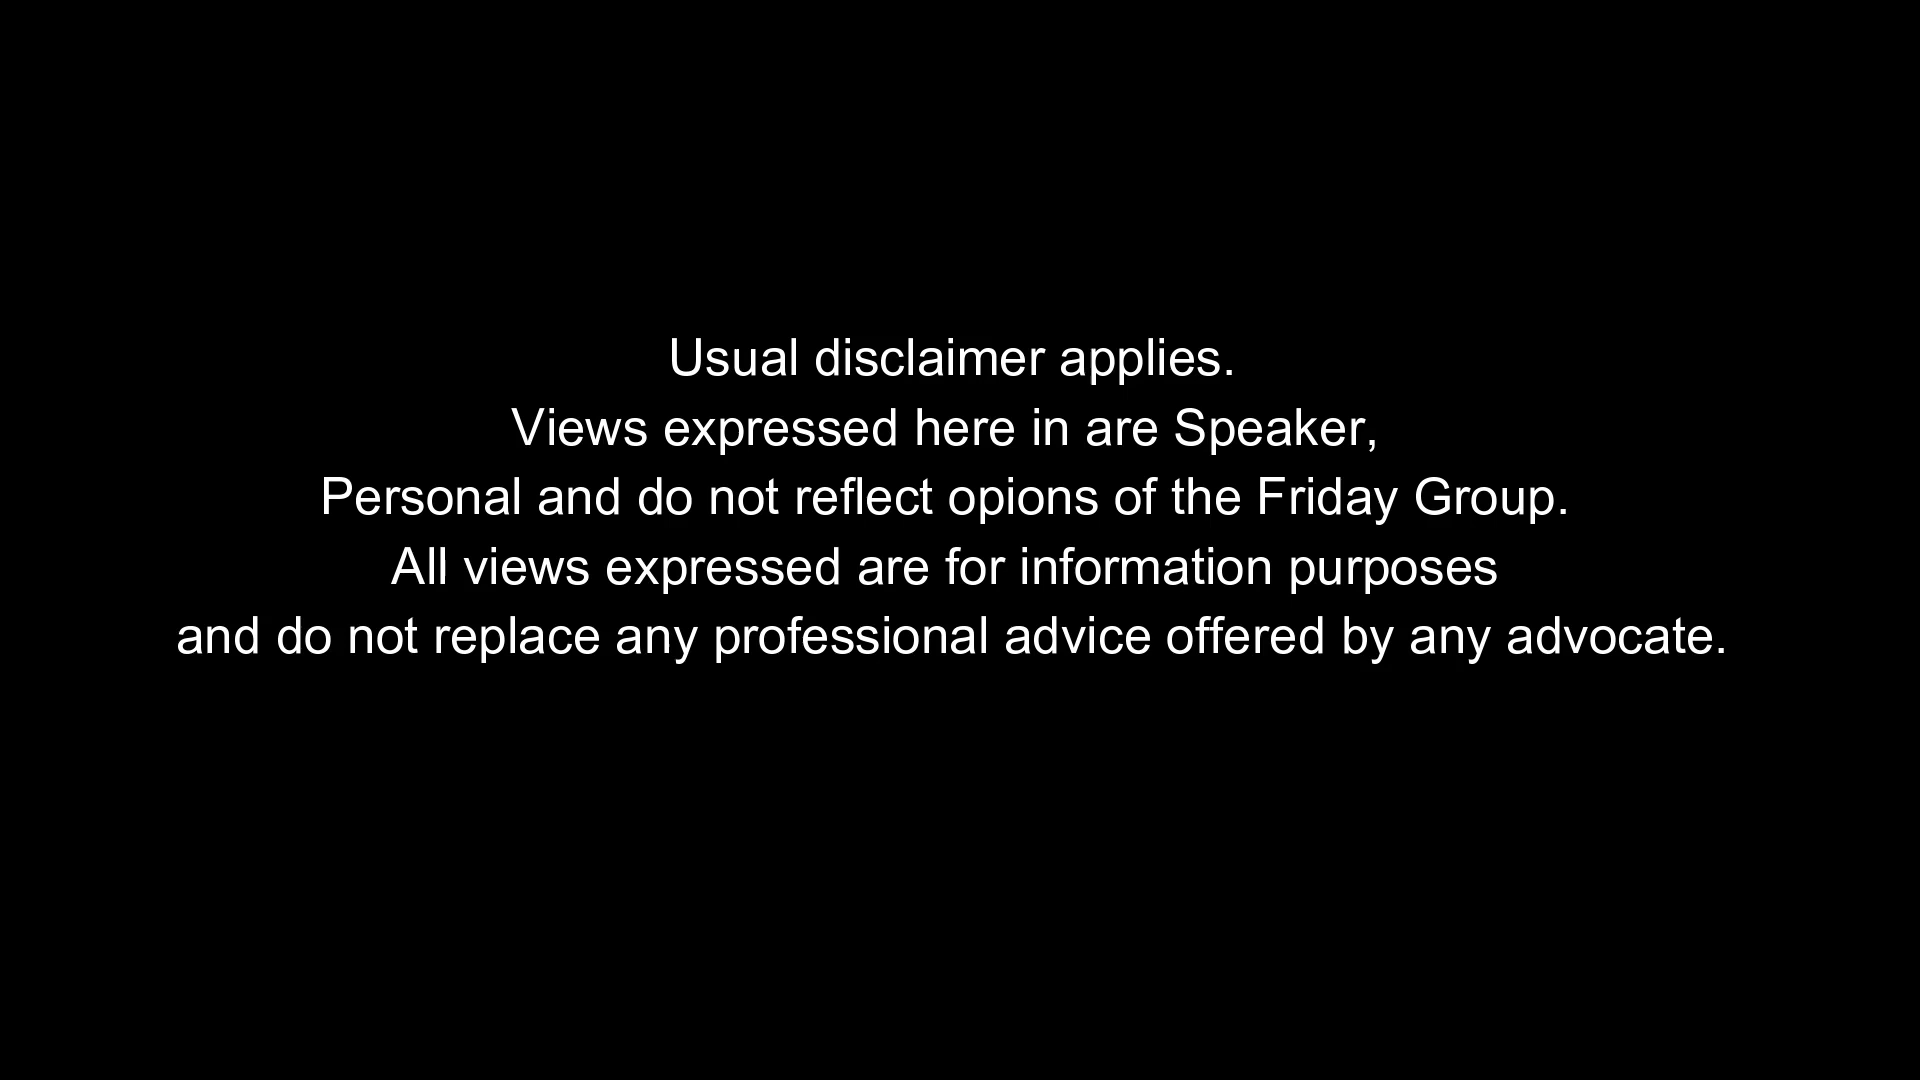 Usual disclaimer applies.
Views expressed here in are Speaker,
Personal and do not reflect opions of the Friday Group.
All views expressed are for information purposes
and do not replace any professional advice offered by any advocate.